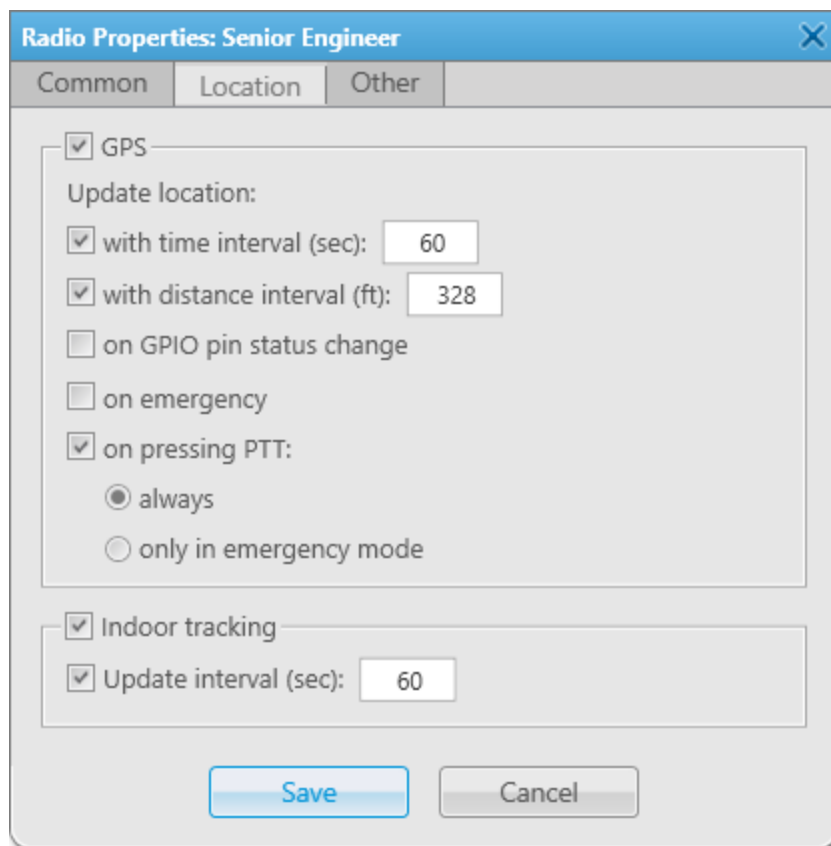 Radio Properties: Senior Engineer
Common Location Other
GPS
Update location:
with time interval (sec): 60
with distance interval (ft): 328
on GPIO pin status change
on emergency
on pressing PTT:
always
only in emergency mode
Indoor tracking
Update interval (sec): 60
Save Cancel